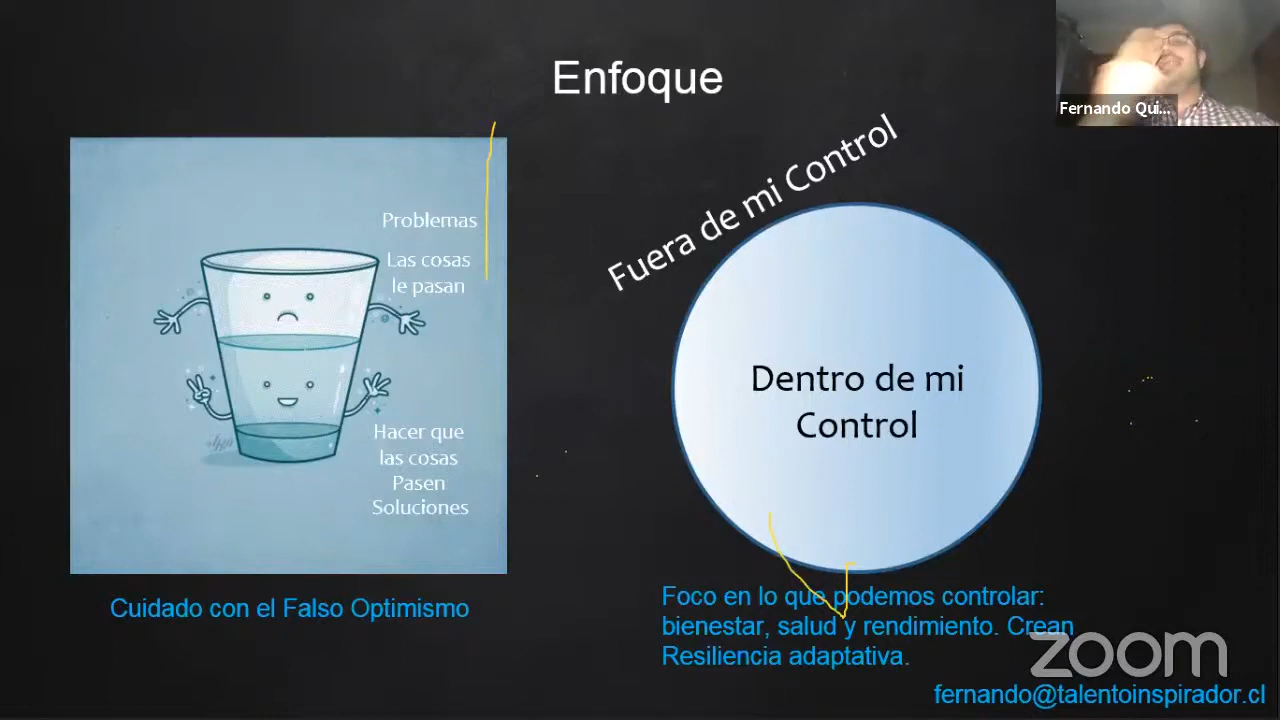 Enfoque
Fernando Qui...
Fuera de mi Control
Problemas
Las cosas
le pasan
Dentro de mi
Control
Hacer que
las cosas
Pasen
Soluciones
Cuidado con el Falso Optimismo
Foco en lo que podemos controlar:
bienestar, salud y rendimiento. Crean
Resiliencia adaptativa.
zoom
fernando@talentoinspirador.cl